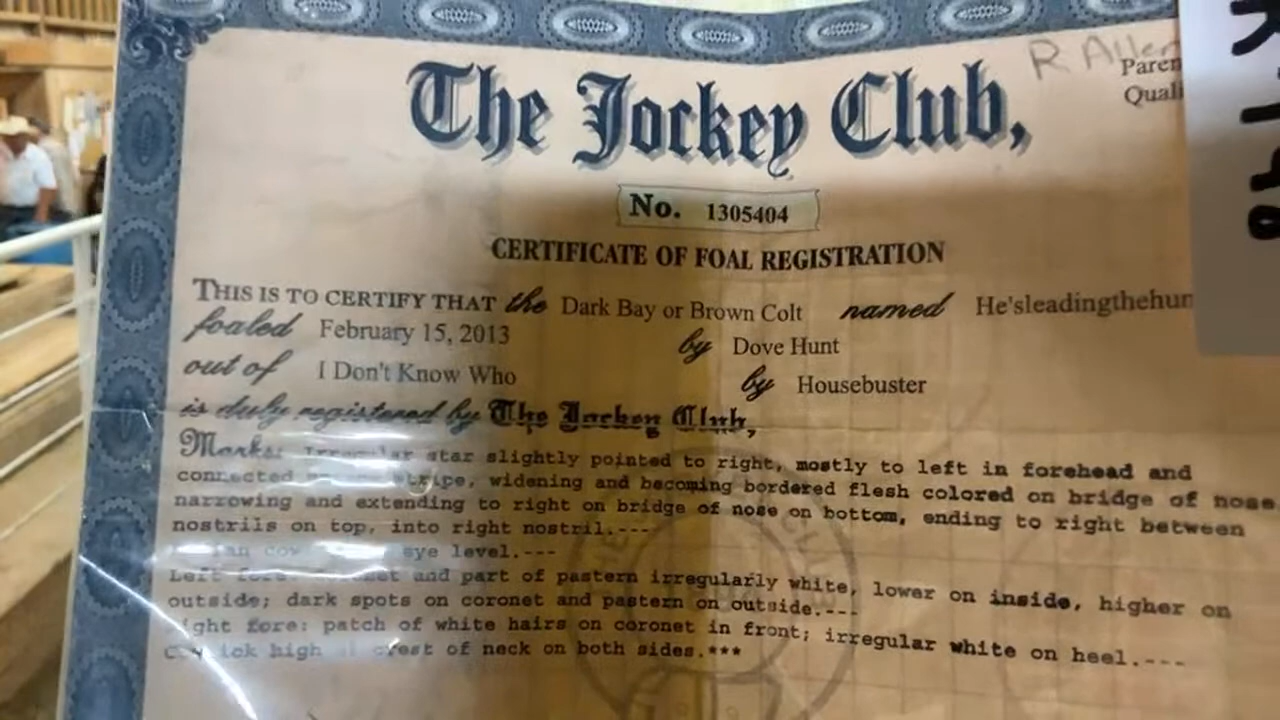 R Aller
Paren
Quali
The Jockey Club,
No. 1305404
CERTIFICATE OF FOAL REGISTRATION
THIS IS TO CERTIFY THAT the Dark Bay or Brown Colt named He'sleadingthehun
foaled February 15, 2013 by Dove Hunt
out of I Don't Know Who by Housebuster
is duly registered by The Jockey Club,
Marks: Irregular star slightly pointed to right, mostly to left in forehead and
connected stripe, widening and becoming bordered flesh colored on bridge of nose
narrowing and extending to right on bridge of nose on bottom, ending to right between
nostrils on top, into right nostril.---
eye level.---
Left and part of pastern irregularly white, lower on inside, higher on
outside; dark spots on coronet and pastern on outside.---
ight fore: patch of white hairs on coronet in front; irregular white on heel.---
high crest of neck on both sides.***